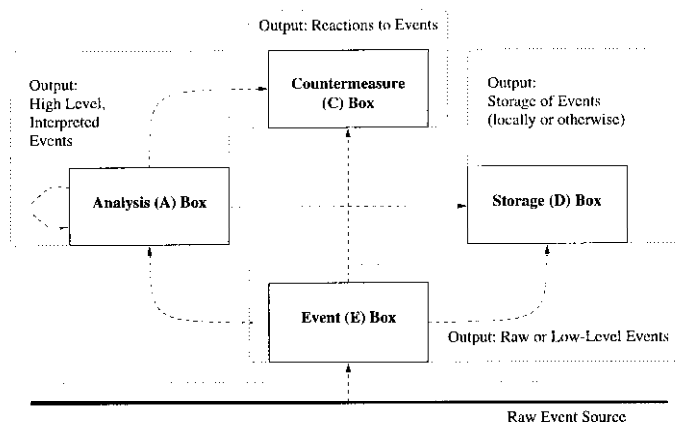 Output: Reactions to Events
Output:
High Level,
Interpreted
Events
Countermeasure
(C) Box
Output:
Storage of Events
(locally or otherwise)
Analysis (A) Box
Storage (D) Box
Event (E) Box
Output: Raw or Low-Level Events
Raw Event Source